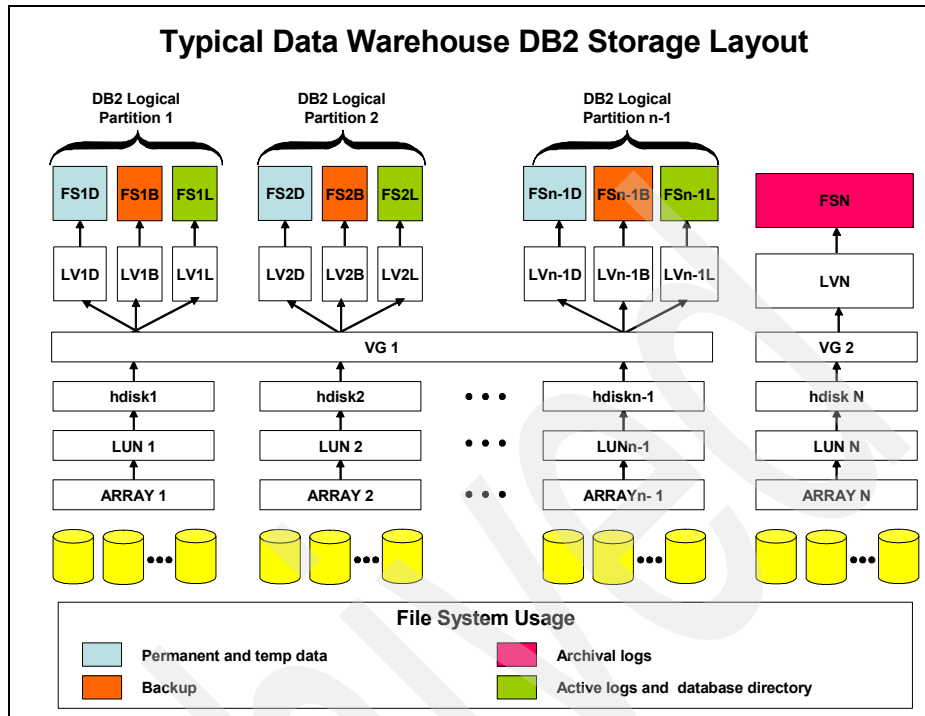 Typical Data Warehouse DB2 Storage Layout
DB2 Logical
Partition 1
DB2 Logical
Partition 2
DB2 Logical
Partition n-1
FS1D FS1B FS1L FS2D FS2B FS2L FSn-1D FSn-1B FSn-1L FSN
LV1D LV1B LV1L LV2D LV2B LV2L LVn-1D LVn-1B LVn-1L LVN
VG 1 VG 2
hdisk1 hdisk2 • • • hdiskn-1 hdisk N
LUN 1 LUN 2 • • • LUNn-1 LUN N
ARRAY 1 ARRAY 2 • • • ARRAYn- 1 ARRAY N
File System Usage
Permanent and temp data Archival logs
Backup Active logs and database directory